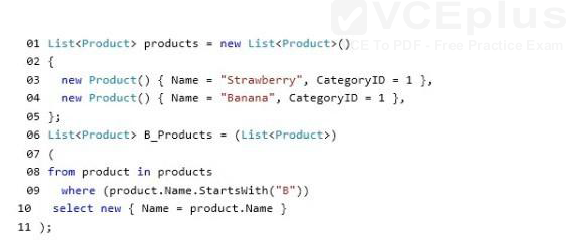 VCEplus
VCE To PDF - Free Practice Exam
01 List<Product> products = new List<Product>()
02 {
03 new Product() { Name = "Strawberry", CategoryID = 1 },
04 new Product() { Name = "Banana", CategoryID = 1 },
05 };
06 List<Product> B_Products = (List<Product>)
07 (
08 from product in products
09 where (product.Name.StartsWith("B"))
10 select new { Name = product.Name }
11 );